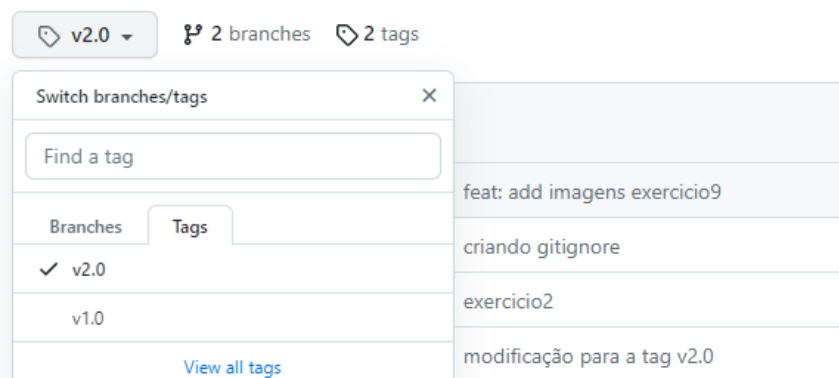 v2.0 2 branches 2 tags
Switch branches/tags
Find a tag
Branches Tags
v2.0
v1.0
View all tags
feat: add imagens exercicio9
criando gitignore
exercicio2
modificação para a tag v2.0